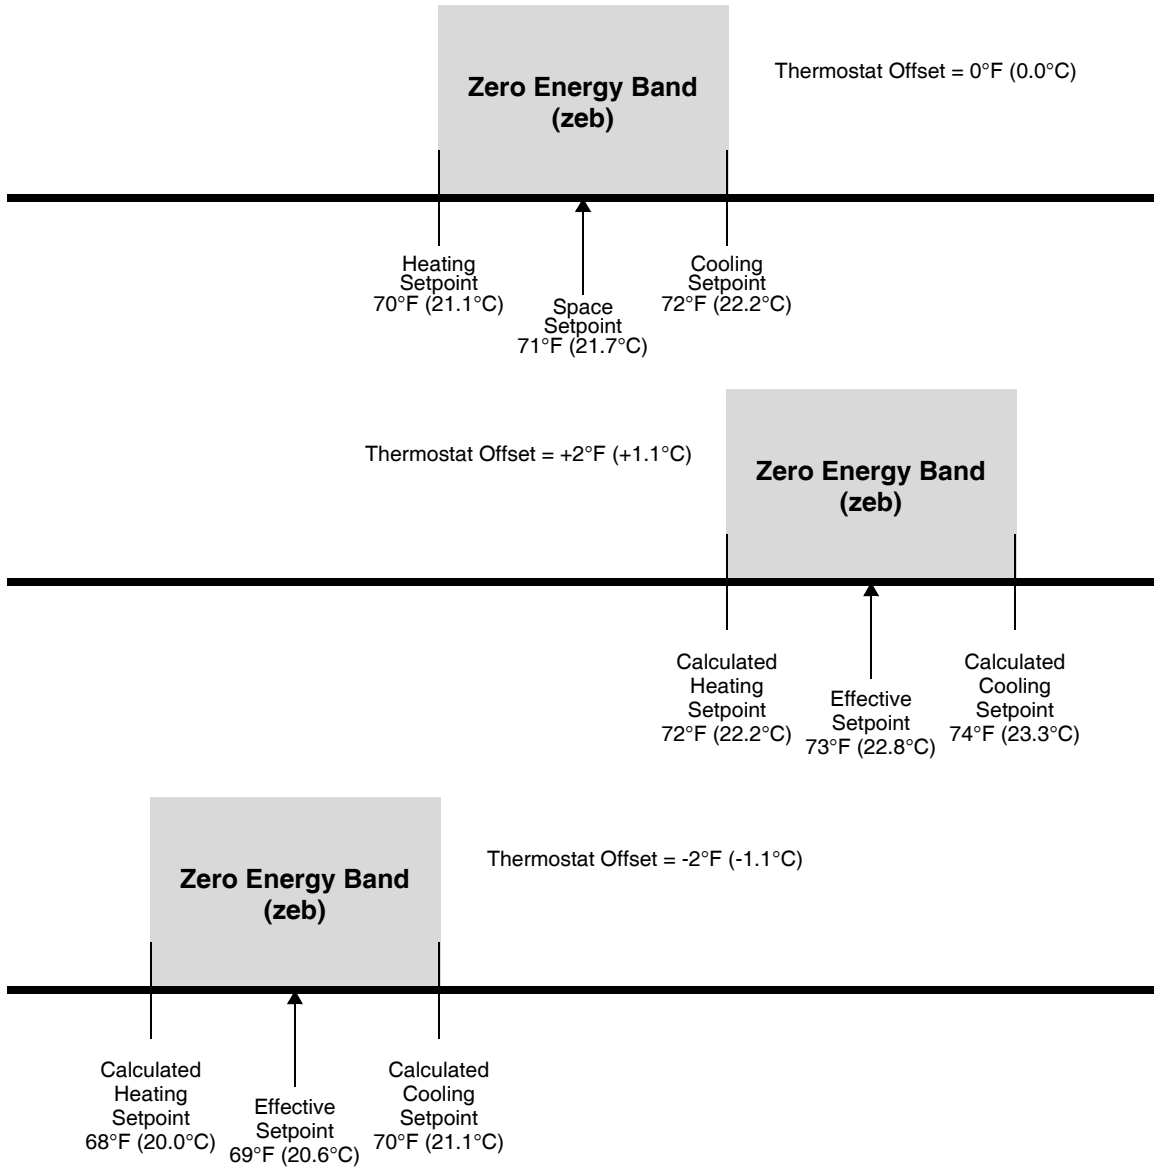 Zero Energy Band
(zeb)
Thermostat Offset = 0°F (0.0°C)
Heating
Setpoint
70°F (21.1°C)
Space
Setpoint
71°F (21.7°C)
Cooling
Setpoint
72°F (22.2°C)
Thermostat Offset = +2°F (+1.1°C)
Zero Energy Band
(zeb)
Calculated
Heating
Setpoint
72°F (22.2°C)
Effective
Setpoint
73°F (22.8°C)
Calculated
Cooling
Setpoint
74°F (23.3°C)
Zero Energy Band
(zeb)
Thermostat Offset = -2°F (-1.1°C)
Calculated
Heating
Setpoint
68°F (20.0°C)
Effective
Setpoint
69°F (20.6°C)
Calculated
Cooling
Setpoint
70°F (21.1°C)